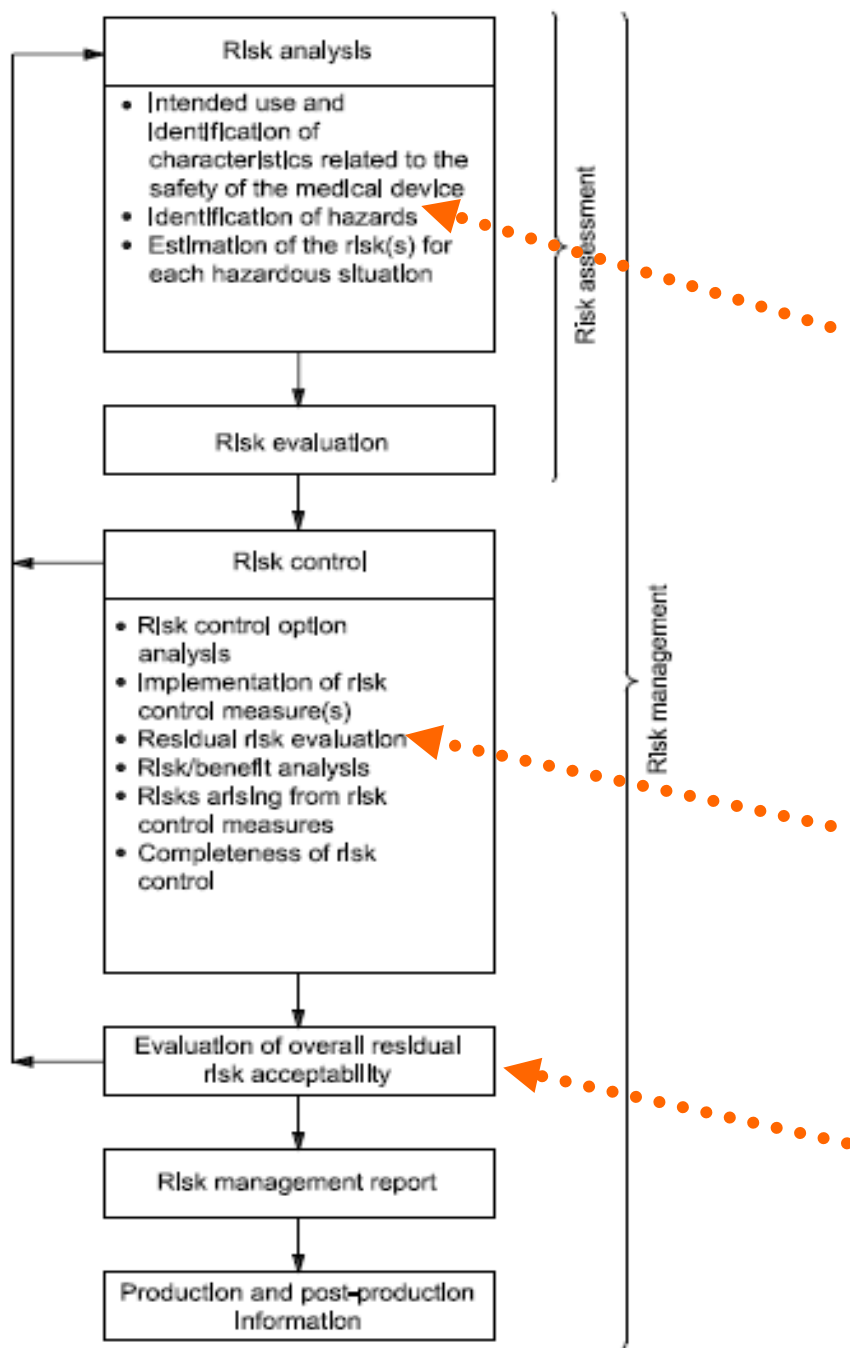 Risk analysis
• Intended use and
identification of
characteristics related to the
safety of the medical device
• Identification of hazards
• Estimation of the risk(s) for
each hazardous situation
Risk evaluation
Risk control
• Risk control option
analysis
• Implementation of risk
control measure(s)
• Residual risk evaluation
• Risk/benefit analysis
• Risks arising from risk
control measures
• Completeness of risk
control
Evaluation of overall residual
risk acceptability
Risk management report
Production and post-production
information
Risk assessment
Risk management